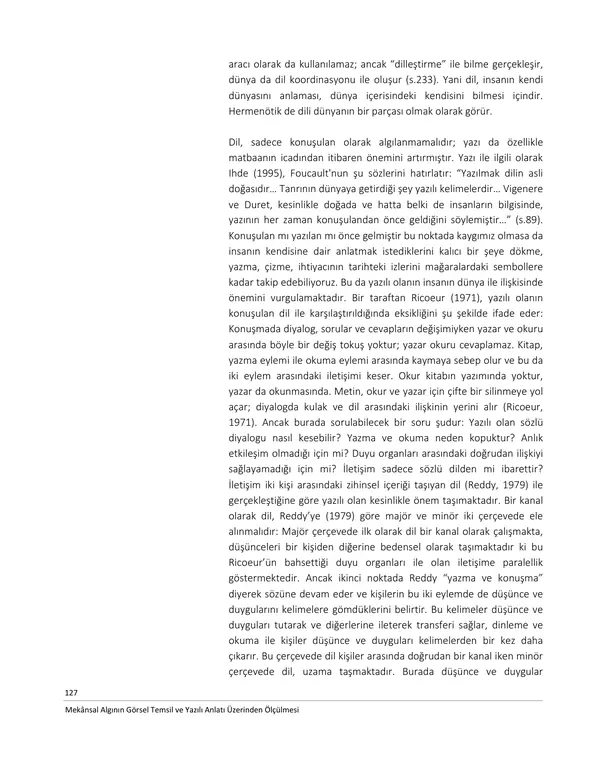 aracı olarak da kullanılamaz; ancak “dilleştirme” ile bilme gerçekleşir,
dünya da dil koordinasyonu ile oluşur (s.233). Yani dil, insanın kendi
dünyasını anlaması, dünya içerisindeki kendisini bilmesi içindir.
Hermenötik de dili dünyanın bir parçası olmak olarak görür.
Dil, sadece konuşulan olarak algılanmamalıdır; yazı da özellikle
matbaanın icadından itibaren önemini artırmıştır. Yazı ile ilgili olarak
Ihde (1995), Foucault'nun şu sözlerini hatırlatır: “Yazılmak dilin asli
doğasıdır… Tanrının dünyaya getirdiği şey yazılı kelimelerdir… Vigenere
ve Duret, kesinlikle doğada ve hatta belki de insanların bilgisinde,
yazının her zaman konuşulandan önce geldiğini söylemiştir…” (s.89).
Konuşulan mı yazılan mı önce gelmiştir bu noktada kaygımız olmasa da
insanın kendisine dair anlatmak istediklerini kalıcı bir şeye dökme,
yazma, çizme, ihtiyacının tarihteki izlerini mağaralardaki sembollere
kadar takip edebiliyoruz. Bu da yazılı olanın insanın dünya ile ilişkisinde
önemini vurgulamaktadır. Bir taraftan Ricoeur (1971), yazılı olanın
konuşulan dil ile karşılaştırıldığında eksikliğini şu şekilde ifade eder:
Konuşmada diyalog, sorular ve cevapların değişimiyken yazar ve okuru
arasında böyle bir değiş tokuş yoktur; yazar okuru cevaplamaz. Kitap,
yazma eylemi ile okuma eylemi arasında kaymaya sebep olur ve bu da
iki eylem arasındaki iletişimi keser. Okur kitabın yazımında yoktur,
yazar da okunmasında. Metin, okur ve yazar için çifte bir silinmeye yol
açar; diyalogda kulak ve dil arasındaki ilişkinin yerini alır (Ricoeur,
1971). Ancak burada sorulabilecek bir soru şudur: Yazılı olan sözlü
diyalogu nasıl kesebilir? Yazma ve okuma neden kopuktur? Anlık
etkileşim olmadığı için mi? Duyu organları arasındaki doğrudan ilişkiyi
sağlayamadığı için mi? İletişim sadece sözlü dilden mi ibarettir?
İletişim iki kişi arasındaki zihinsel içeriği taşıyan dil (Reddy, 1979) ile
gerçekleştiğine göre yazılı olan kesinlikle önem taşımaktadır. Bir kanal
olarak dil, Reddy’ye (1979) göre majör ve minör iki çerçevede ele
alınmalıdır: Majör çerçevede ilk olarak dil bir kanal olarak çalışmakta,
düşünceleri bir kişiden diğerine bedensel olarak taşımaktadır ki bu
Ricoeur’ün bahsettiği duyu organları ile olan iletişime paralellik
göstermektedir. Ancak ikinci noktada Reddy “yazma ve konuşma”
diyerek sözüne devam eder ve kişilerin bu iki eylemde de düşünce ve
duygularını kelimelere gömdüklerini belirtir. Bu kelimeler düşünce ve
duyguları tutarak ve diğerlerine ileterek transferi sağlar, dinleme ve
okuma ile kişiler düşünce ve duyguları kelimelerden bir kez daha
çıkarır. Bu çerçevede dil kişiler arasında doğrudan bir kanal iken minör
çerçevede dil, uzama taşmaktadır. Burada düşünce ve duygular
127
Mekânsal Algının Görsel Temsil ve Yazılı Anlatı Üzerinden Ölçülmesi